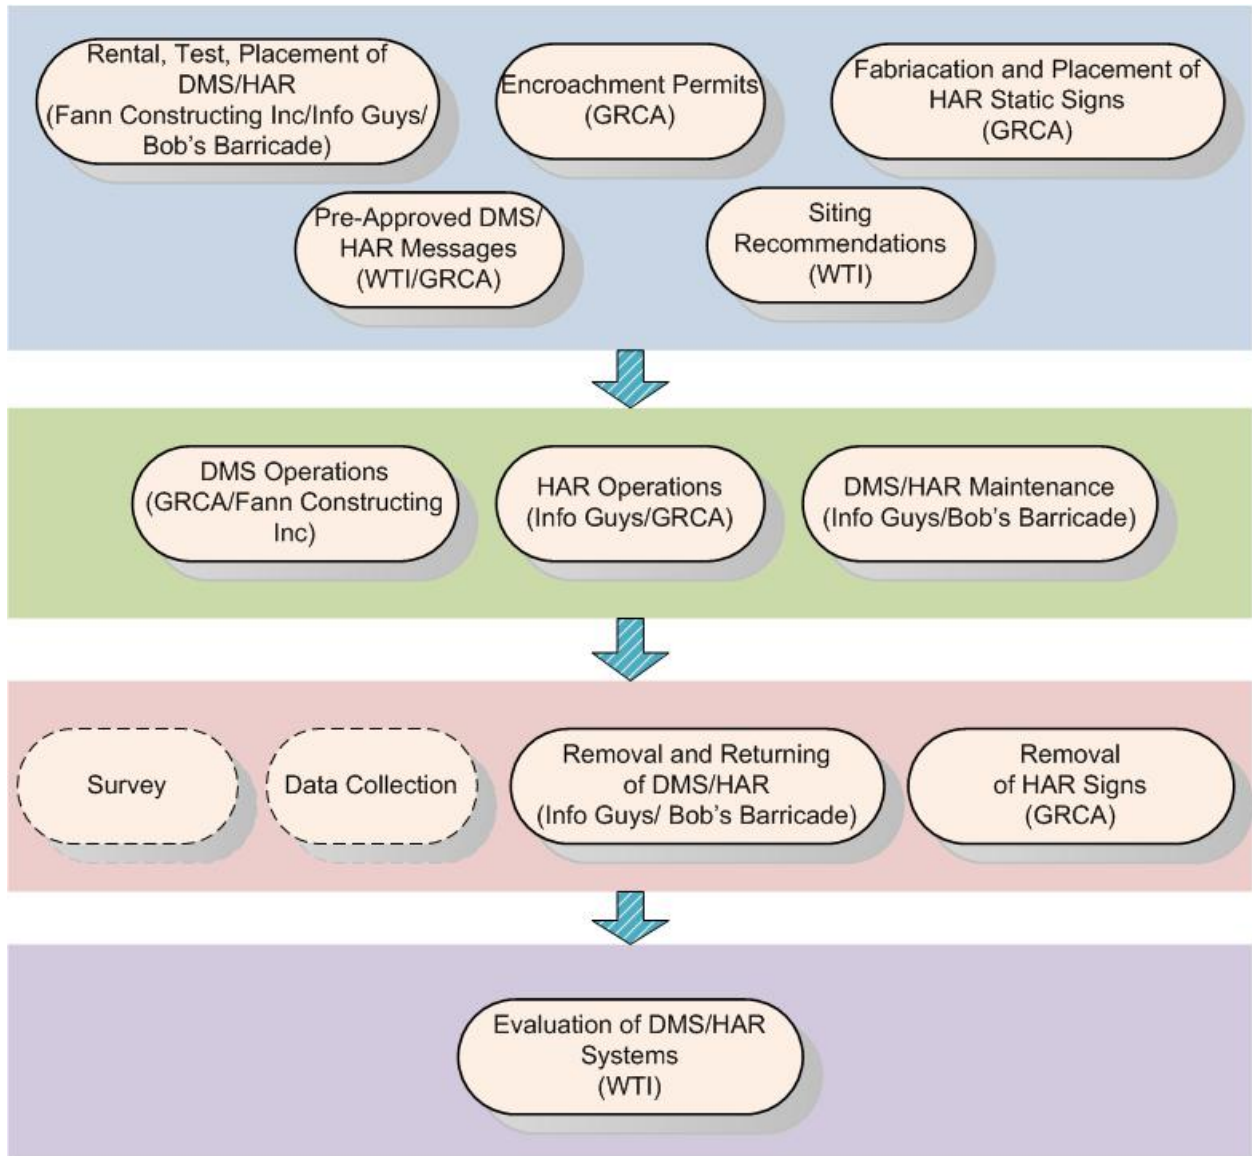 Rental, Test, Placement of
DMS/HAR
(Fann Constructing Inc/Info Guys/
Bob's Barricade)
Encroachment Permits
(GRCA)
Fabriacation and Placement of
HAR Static Signs
(GRCA)
Pre-Approved DMS/
HAR Messages
(WTI/GRCA)
Siting
Recommendations
(WTI)
DMS Operations
(GRCA/Fann Constructing
Inc)
HAR Operations
(Info Guys/GRCA)
DMS/HAR Maintenance
(Info Guys/Bob's Barricade)
Survey
Data Collection
Removal and Returning
of DMS/HAR
(Info Guys/ Bob's Barricade)
Removal
of HAR Signs
(GRCA)
Evaluation of DMS/HAR
Systems
(WTI)